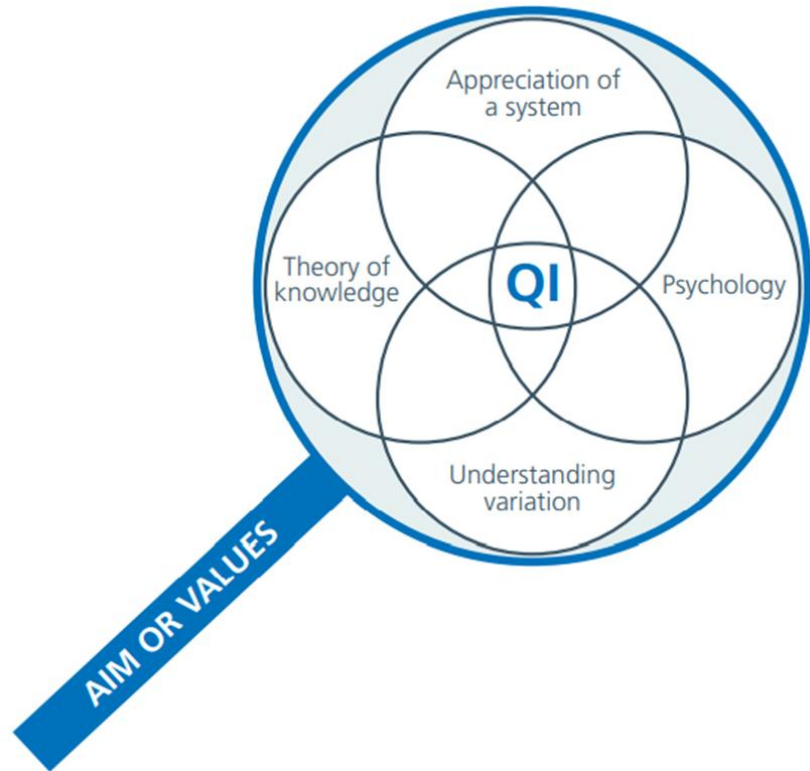 Appreciation of
a system
Theory of
knowledge
QI
Psychology
Understanding
variation
AIM OR VALUES